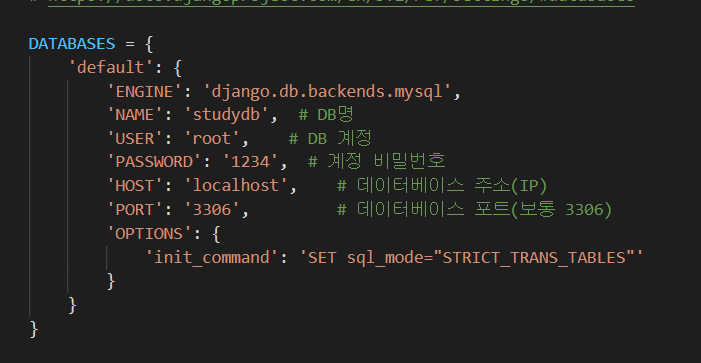 DATABASES = {
    'default': {
        'ENGINE': 'django.db.backends.mysql',
        'NAME': 'studydb',  # DB명
        'USER': 'root',    # DB 계정
        'PASSWORD': '1234',  # 계정 비밀번호
        'HOST': 'localhost',    # 데이터베이스 주소(IP)
        'PORT': '3306',         # 데이터베이스 포트(보통 3306)
        'OPTIONS': {
            'init_command': 'SET sql_mode="STRICT_TRANS_TABLES"'
        }
    }
}